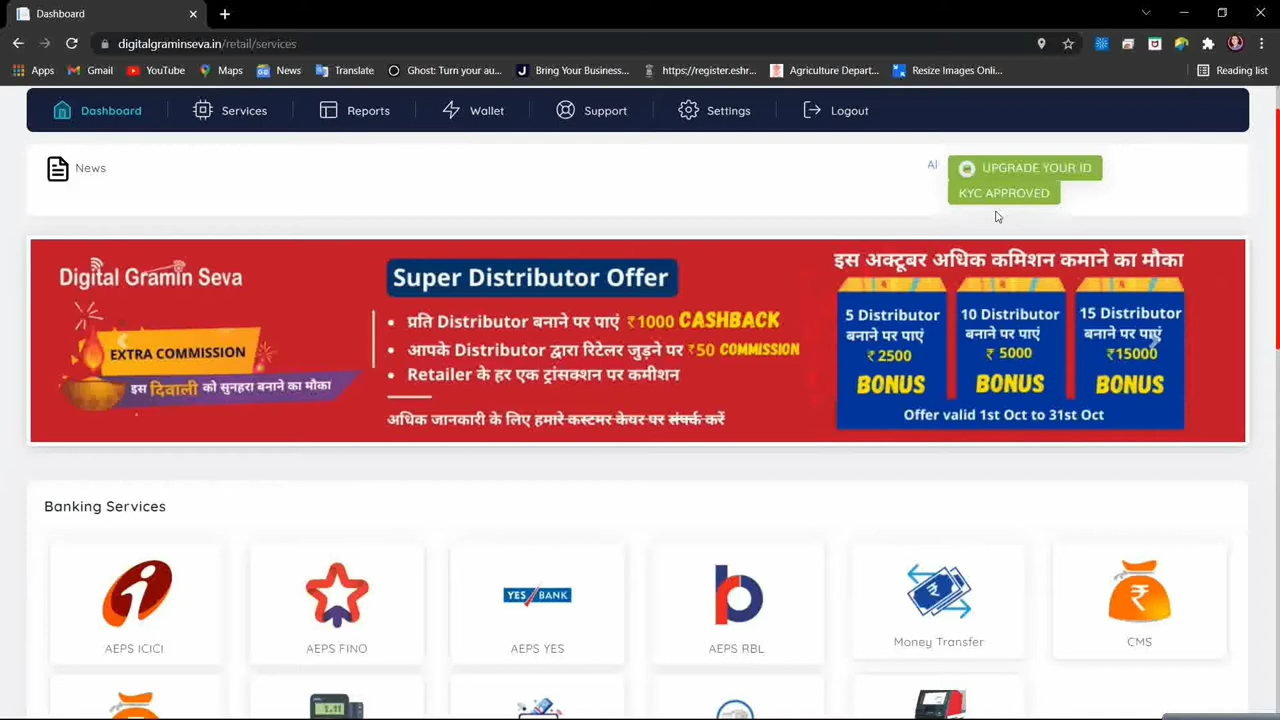 Dashboard
digitalgraminseva.in/retail/services
Apps
Gmail
YouTube
Maps
News
Translate
Ghost: Turn your au...
Bring Your Business...
https://register.eshr...
Agriculture Depart...
Resize Images Onli...
Reading list
Dashboard
Services
Reports
Wallet
Support
Settings
Logout
News
Al
UPGRADE YOUR ID
KYC APPROVED
Digital Gramin Seva
EXTRA COMMISSION
इस दिवाली को सुनहरा बनाने का मौका
Super Distributor Offer
• प्रति Distributor बनाने पर पाएं ₹1000 CASHBACK
• आपके Distributor द्वारा रिटेलर जुड़ने पर ₹50 COMMISSION
• Retailer के हर एक ट्रांसक्शन पर कमीशन
अधिक जानकारी के लिए हमारे कस्टमर केयर पर संपर्क करें
इस अक्टूबर अधिक कमिशन कमाने का मौका
5 Distributor
बनाने पर पाएं
₹ 2500
BONUS
10 Distributor
बनाने पर पाएं
₹ 5000
BONUS
15 Distributor
बनाने पर पाएं
₹15000
BONUS
Offer valid 1st Oct to 31st Oct
Banking Services
YES BANK
AEPS ICICI
AEPS FINO
AEPS YES
AEPS RBL
Money Transfer
CMS
1.11